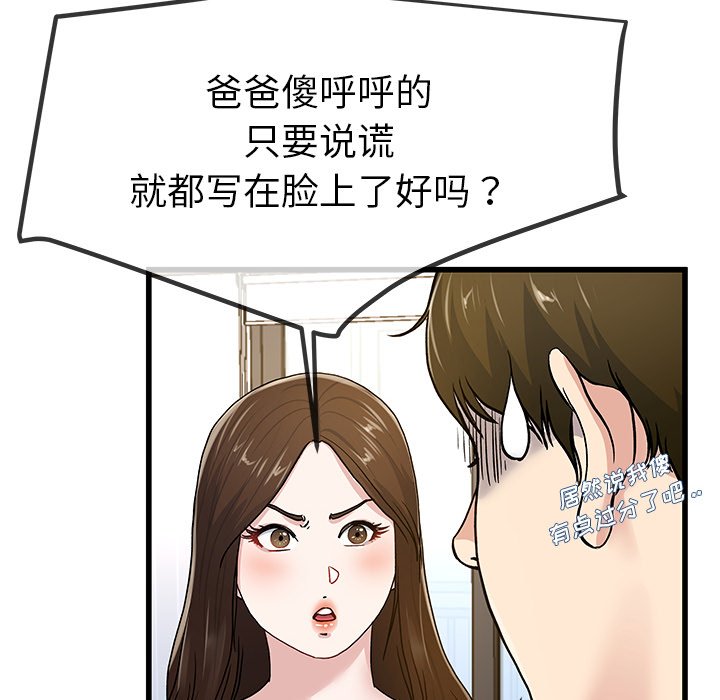 爸爸傻呼呼的
只要说谎
就都写在脸上了好吗？
居然说我傻
有点过分了吧..